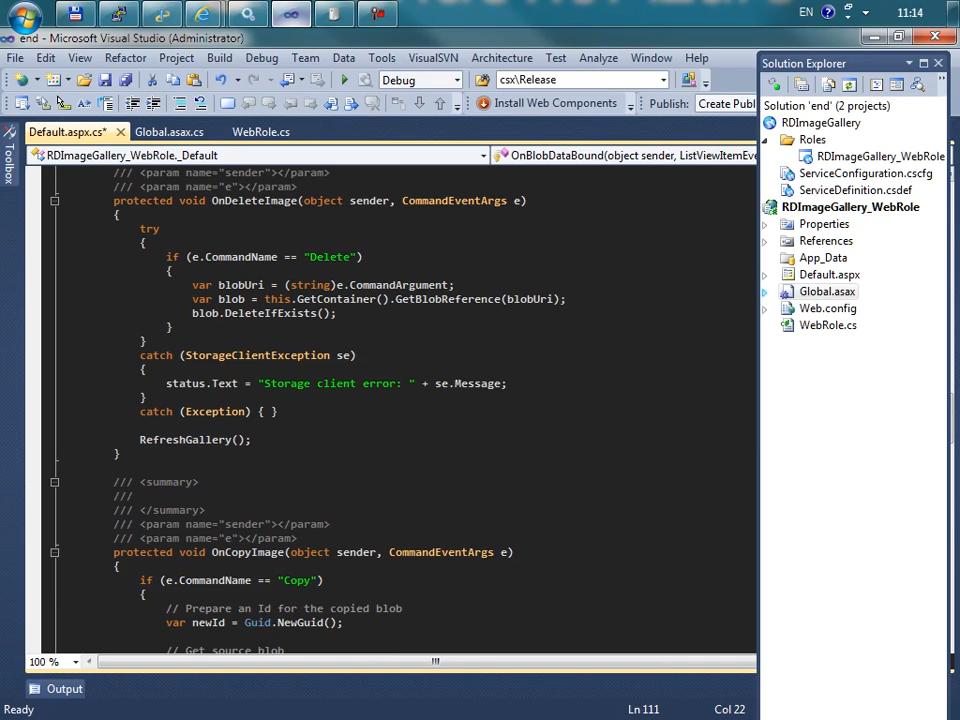 EN
11:14
end - Microsoft Visual Studio (Administrator)
File Edit View Refactor Project Build Debug Team Data Tools VisualSVN Architecture Test Analyze Window Help
Debug
csx\Release
Install Web Components
Publish: Create Publ
Default.aspx.cs*
Global.asax.cs
WebRole.cs
RDImageGallery_WebRole._Default
OnBlobDataBound(object sender, ListViewItemEve
Toolbox
/// <param name="sender"></param>
/// <param name="e"></param>
protected void OnDeleteImage(object sender, CommandEventArgs e)
{
try
{
if (e.CommandName == "Delete")
{
var blobUri = (string)e.CommandArgument;
var blob = this.GetContainer().GetBlobReference(blobUri);
blob.DeleteIfExists();
}
}
catch (StorageClientException se)
{
status.Text = "Storage client error: " + se.Message;
}
catch (Exception) { }
RefreshGallery();
}
/// <summary>
///
/// </summary>
/// <param name="sender"></param>
/// <param name="e"></param>
protected void OnCopyImage(object sender, CommandEventArgs e)
{
if (e.CommandName == "Copy")
{
// Prepare an Id for the copied blob
var newId = Guid.NewGuid();
// Get source blob
100 %
Output
Ready
Ln 111
Col 22
Solution Explorer
Solution 'end' (2 projects)
RDImageGallery
Roles
RDImageGallery_WebRole
ServiceConfiguration.cscfg
ServiceDefinition.csdef
RDImageGallery_WebRole
Properties
References
App_Data
Default.aspx
Global.asax
Web.config
WebRole.cs